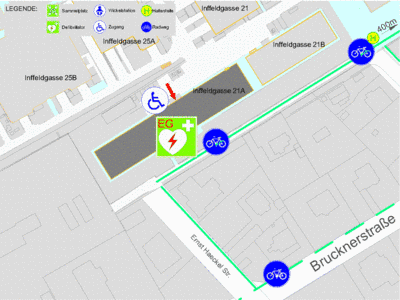 LEGENDE:
Sammelplatz
Wickelstation
Haltestelle
Defibrillator
Zugang
Radweg
Inffeldgasse 21
Inffeldgasse 25A
Inffeldgasse 21B
400m
Inffeldgasse 25B
Inffeldgasse 21A
EG
H
Ernst Haeckel Str.
Brucknerstraße